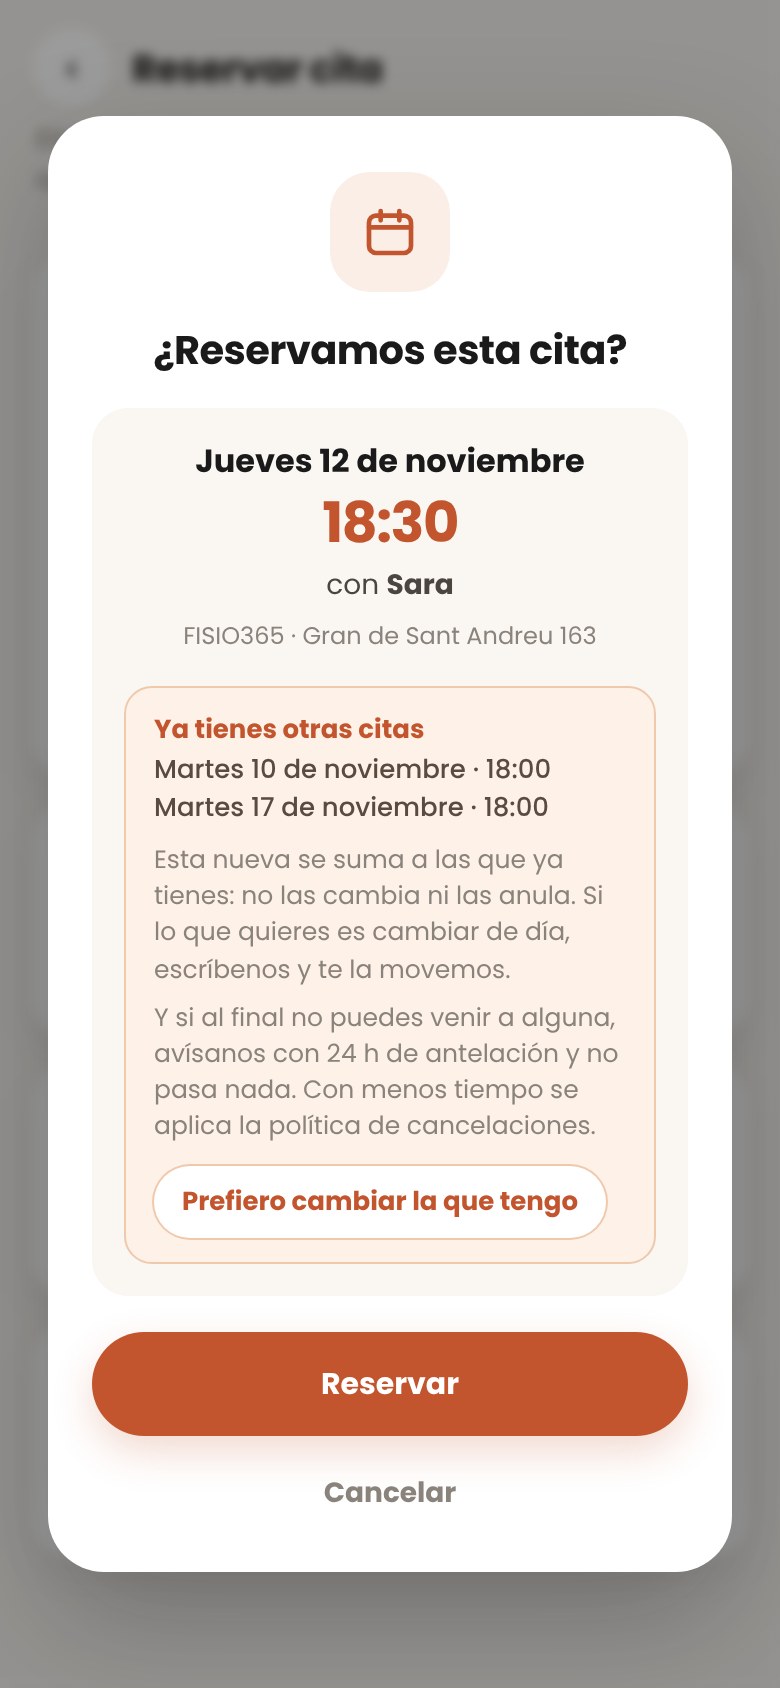 Reservar cita
¿Reservamos esta cita?
Jueves 12 de noviembre
18:30
con Sara
FISIO365 · Gran de Sant Andreu 163
Ya tienes otras citas
Martes 10 de noviembre · 18:00
Martes 17 de noviembre · 18:00
Esta nueva se suma a las que ya
tienes: no las cambia ni las anula. Si
lo que quieres es cambiar de día,
escríbenos y te la movemos.
Y si al final no puedes venir a alguna,
avísanos con 24 h de antelación y no
pasa nada. Con menos tiempo se
aplica la política de cancelaciones.
Prefiero cambiar la que tengo
Reservar
Cancelar